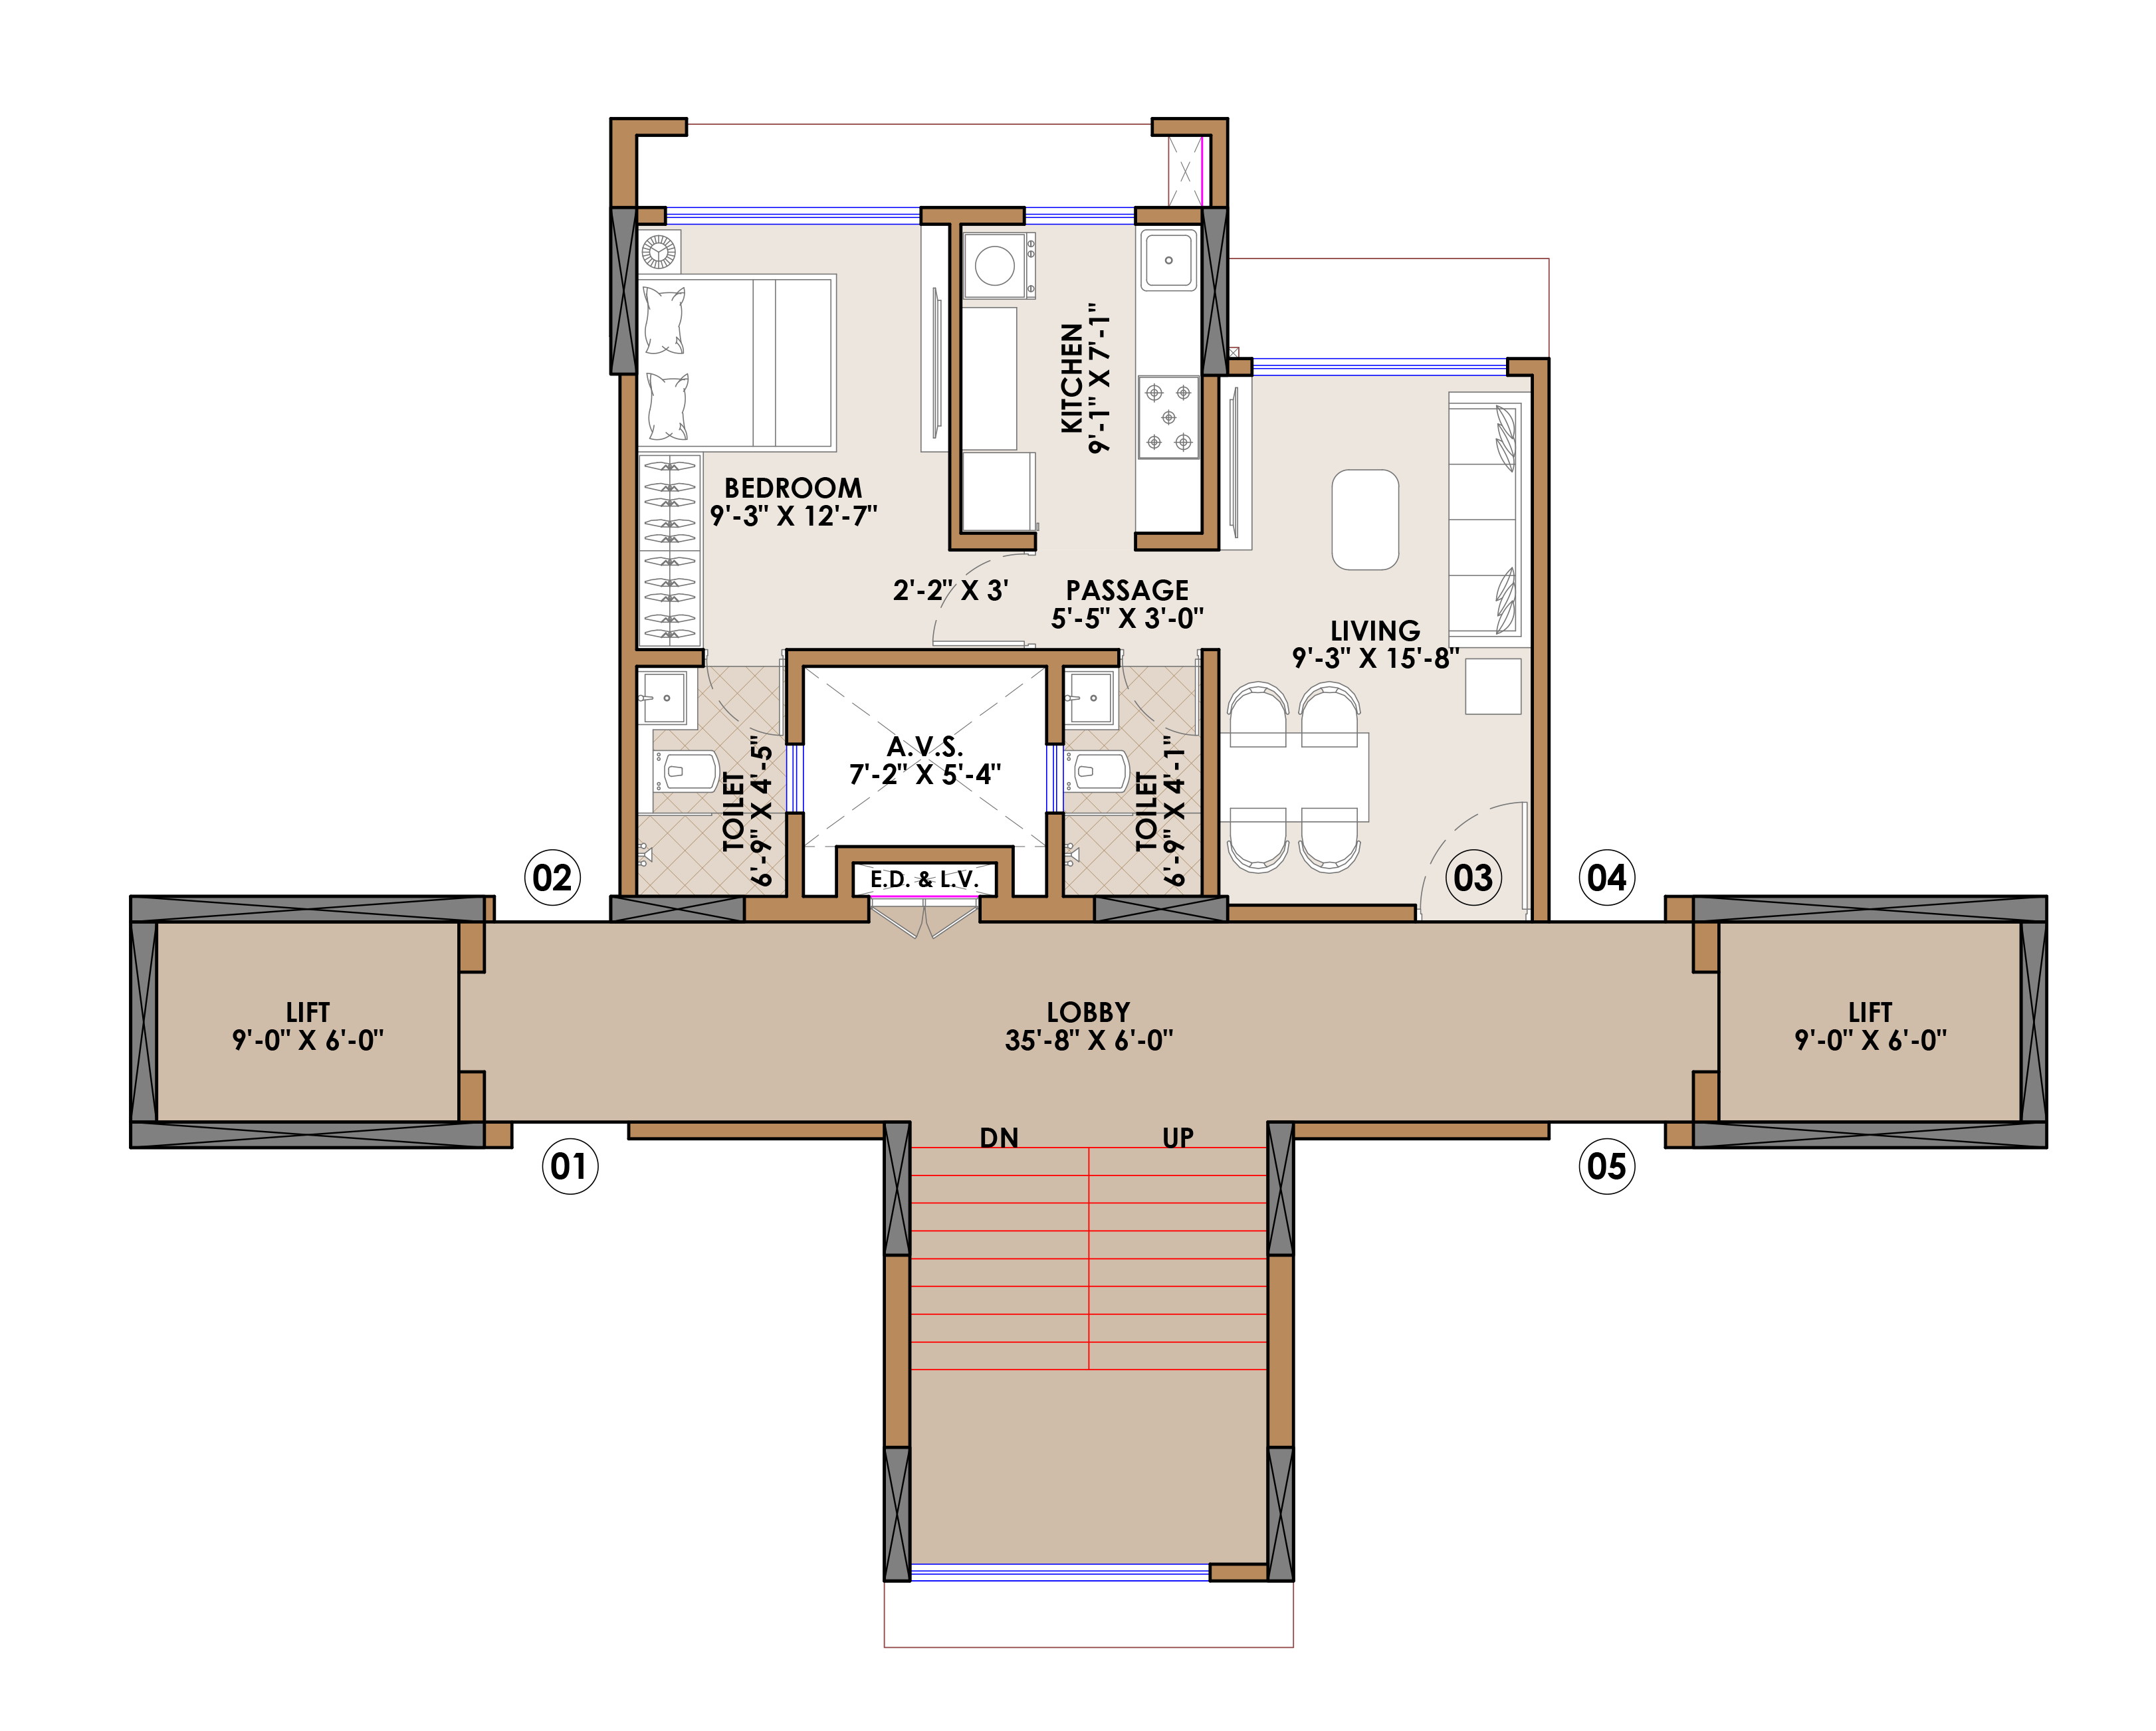 KITCHEN
9'-1" X 7'-1"
BEDROOM
9'-3" X 12'-7"
2'-2" X 3'
PASSAGE
5'-5" X 3'-0"
LIVING
9'-3" X 15'-8"
TOILET
6'-9" X 4'-5"
A.V.S.
7'-2" X 5'-4"
TOILET
6'-9" X 4'-1"
E.D. & L.V.
02
03
04
LIFT
9'-0" X 6'-0"
LOBBY
35'-8" X 6'-0"
LIFT
9'-0" X 6'-0"
DN
UP
01
05